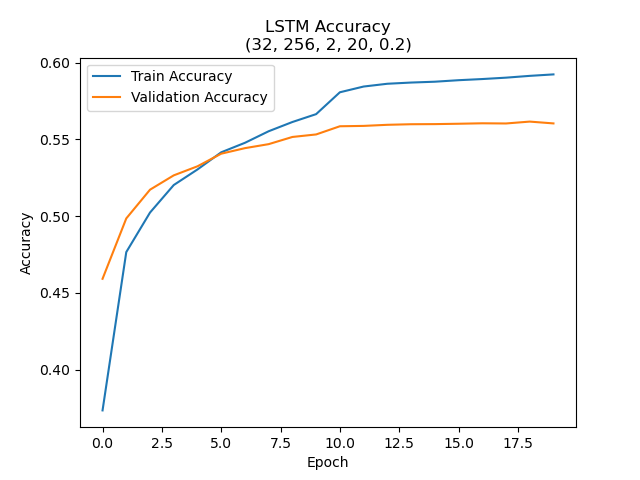 LSTM Accuracy
(32, 256, 2, 20, 0.2)
Train Accuracy
Validation Accuracy
Accuracy
0.60
0.55
0.50
0.45
0.40
0.0 2.5 5.0 7.5 10.0 12.5 15.0 17.5
Epoch